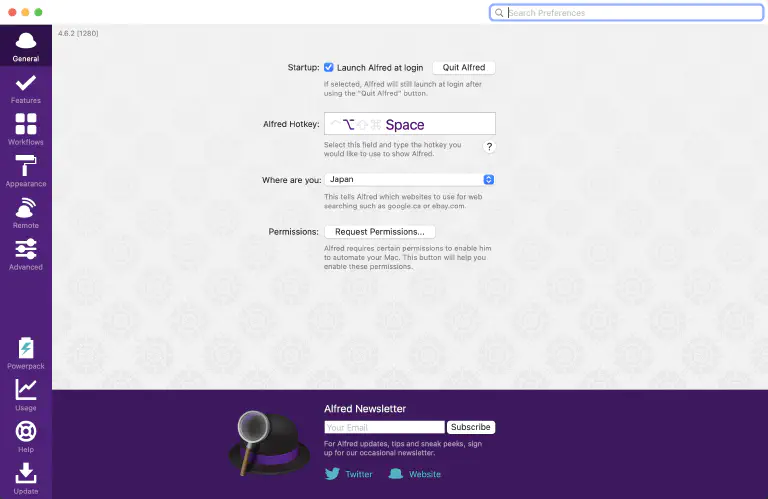 Search Preferences
4.6.2 [1280]
General
Features
Workflows
Appearance
Remote
Advanced
Powerpack
Usage
Help
Update
Startup: Launch Alfred at login Quit Alfred
If selected, Alfred will still launch at login after
using the "Quit Alfred" button.
Alfred Hotkey: ^⌥⇧⌘ Space
Select this field and type the hotkey you
would like to use to show Alfred.
?
Where are you: Japan
This tells Alfred which websites to use for web
searching such as google.ca or ebay.com.
Permissions: Request Permissions...
Alfred requires certain permissions to enable him
to automate your Mac. This button will help you
enable these permissions.
Alfred Newsletter
Your Email Subscribe
For Alfred updates, tips and sneak peeks, sign
up for our occasional newsletter.
Twitter Website